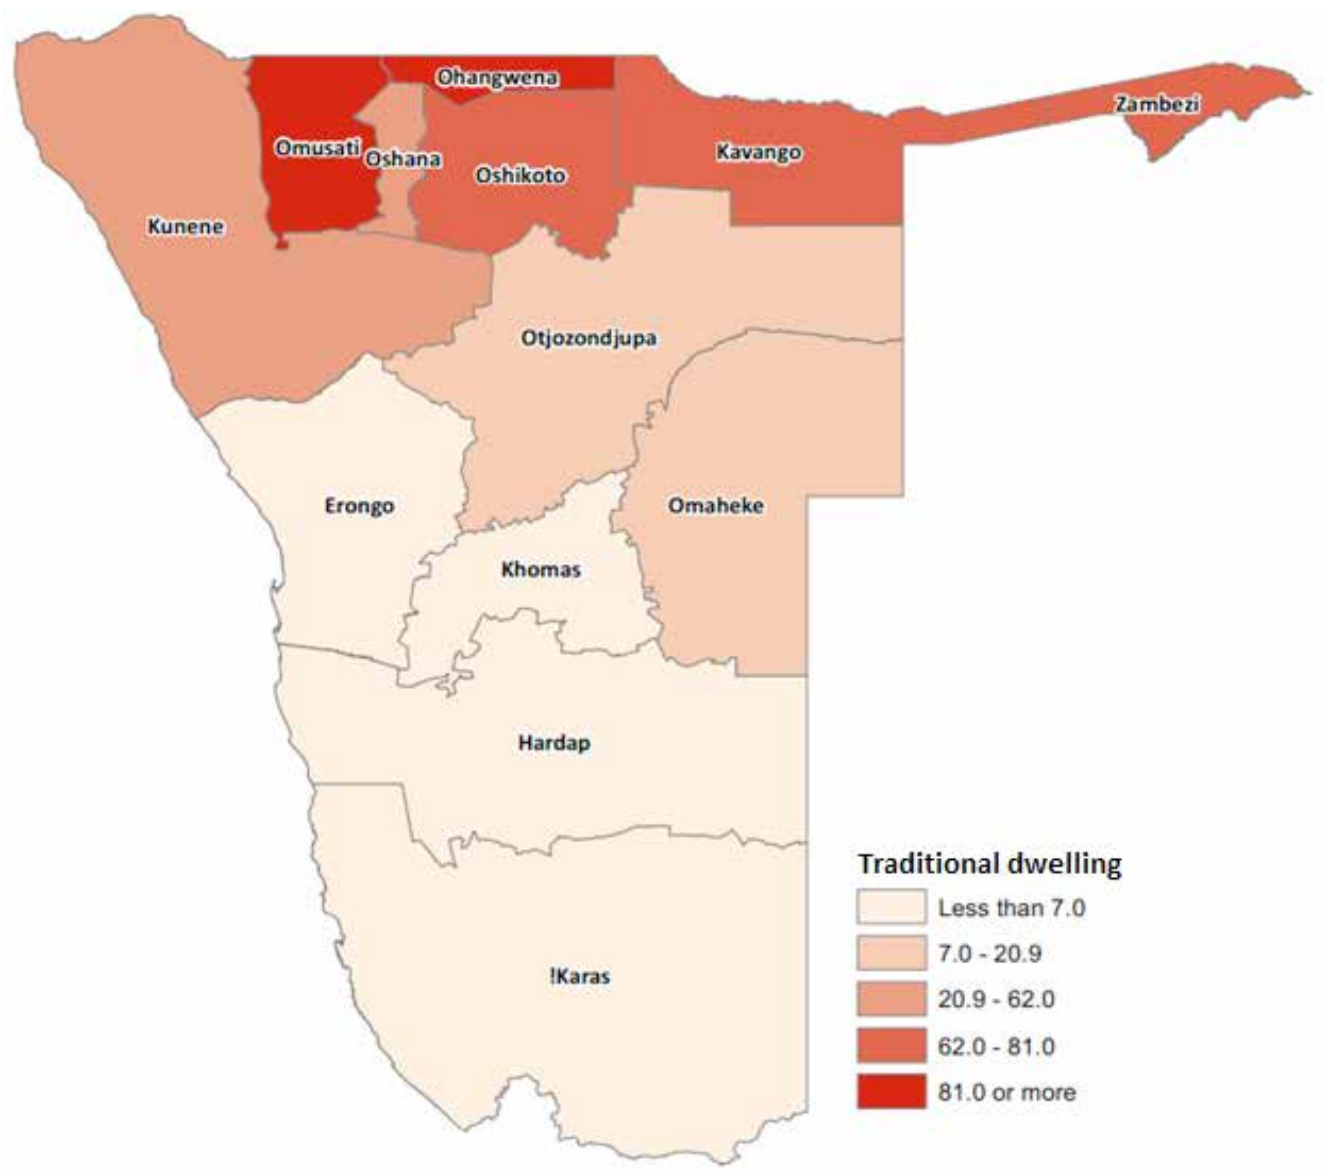 Ohangwena
Zambezi
Omusati
Oshana
Kavango
Oshikoto
Kunene
Otjozondjupa
Erongo
Omaheke
Khomas
Hardap
!Karas
Traditional dwelling
Less than 7.0
7.0 - 20.9
20.9 - 62.0
62.0 - 81.0
81.0 or more